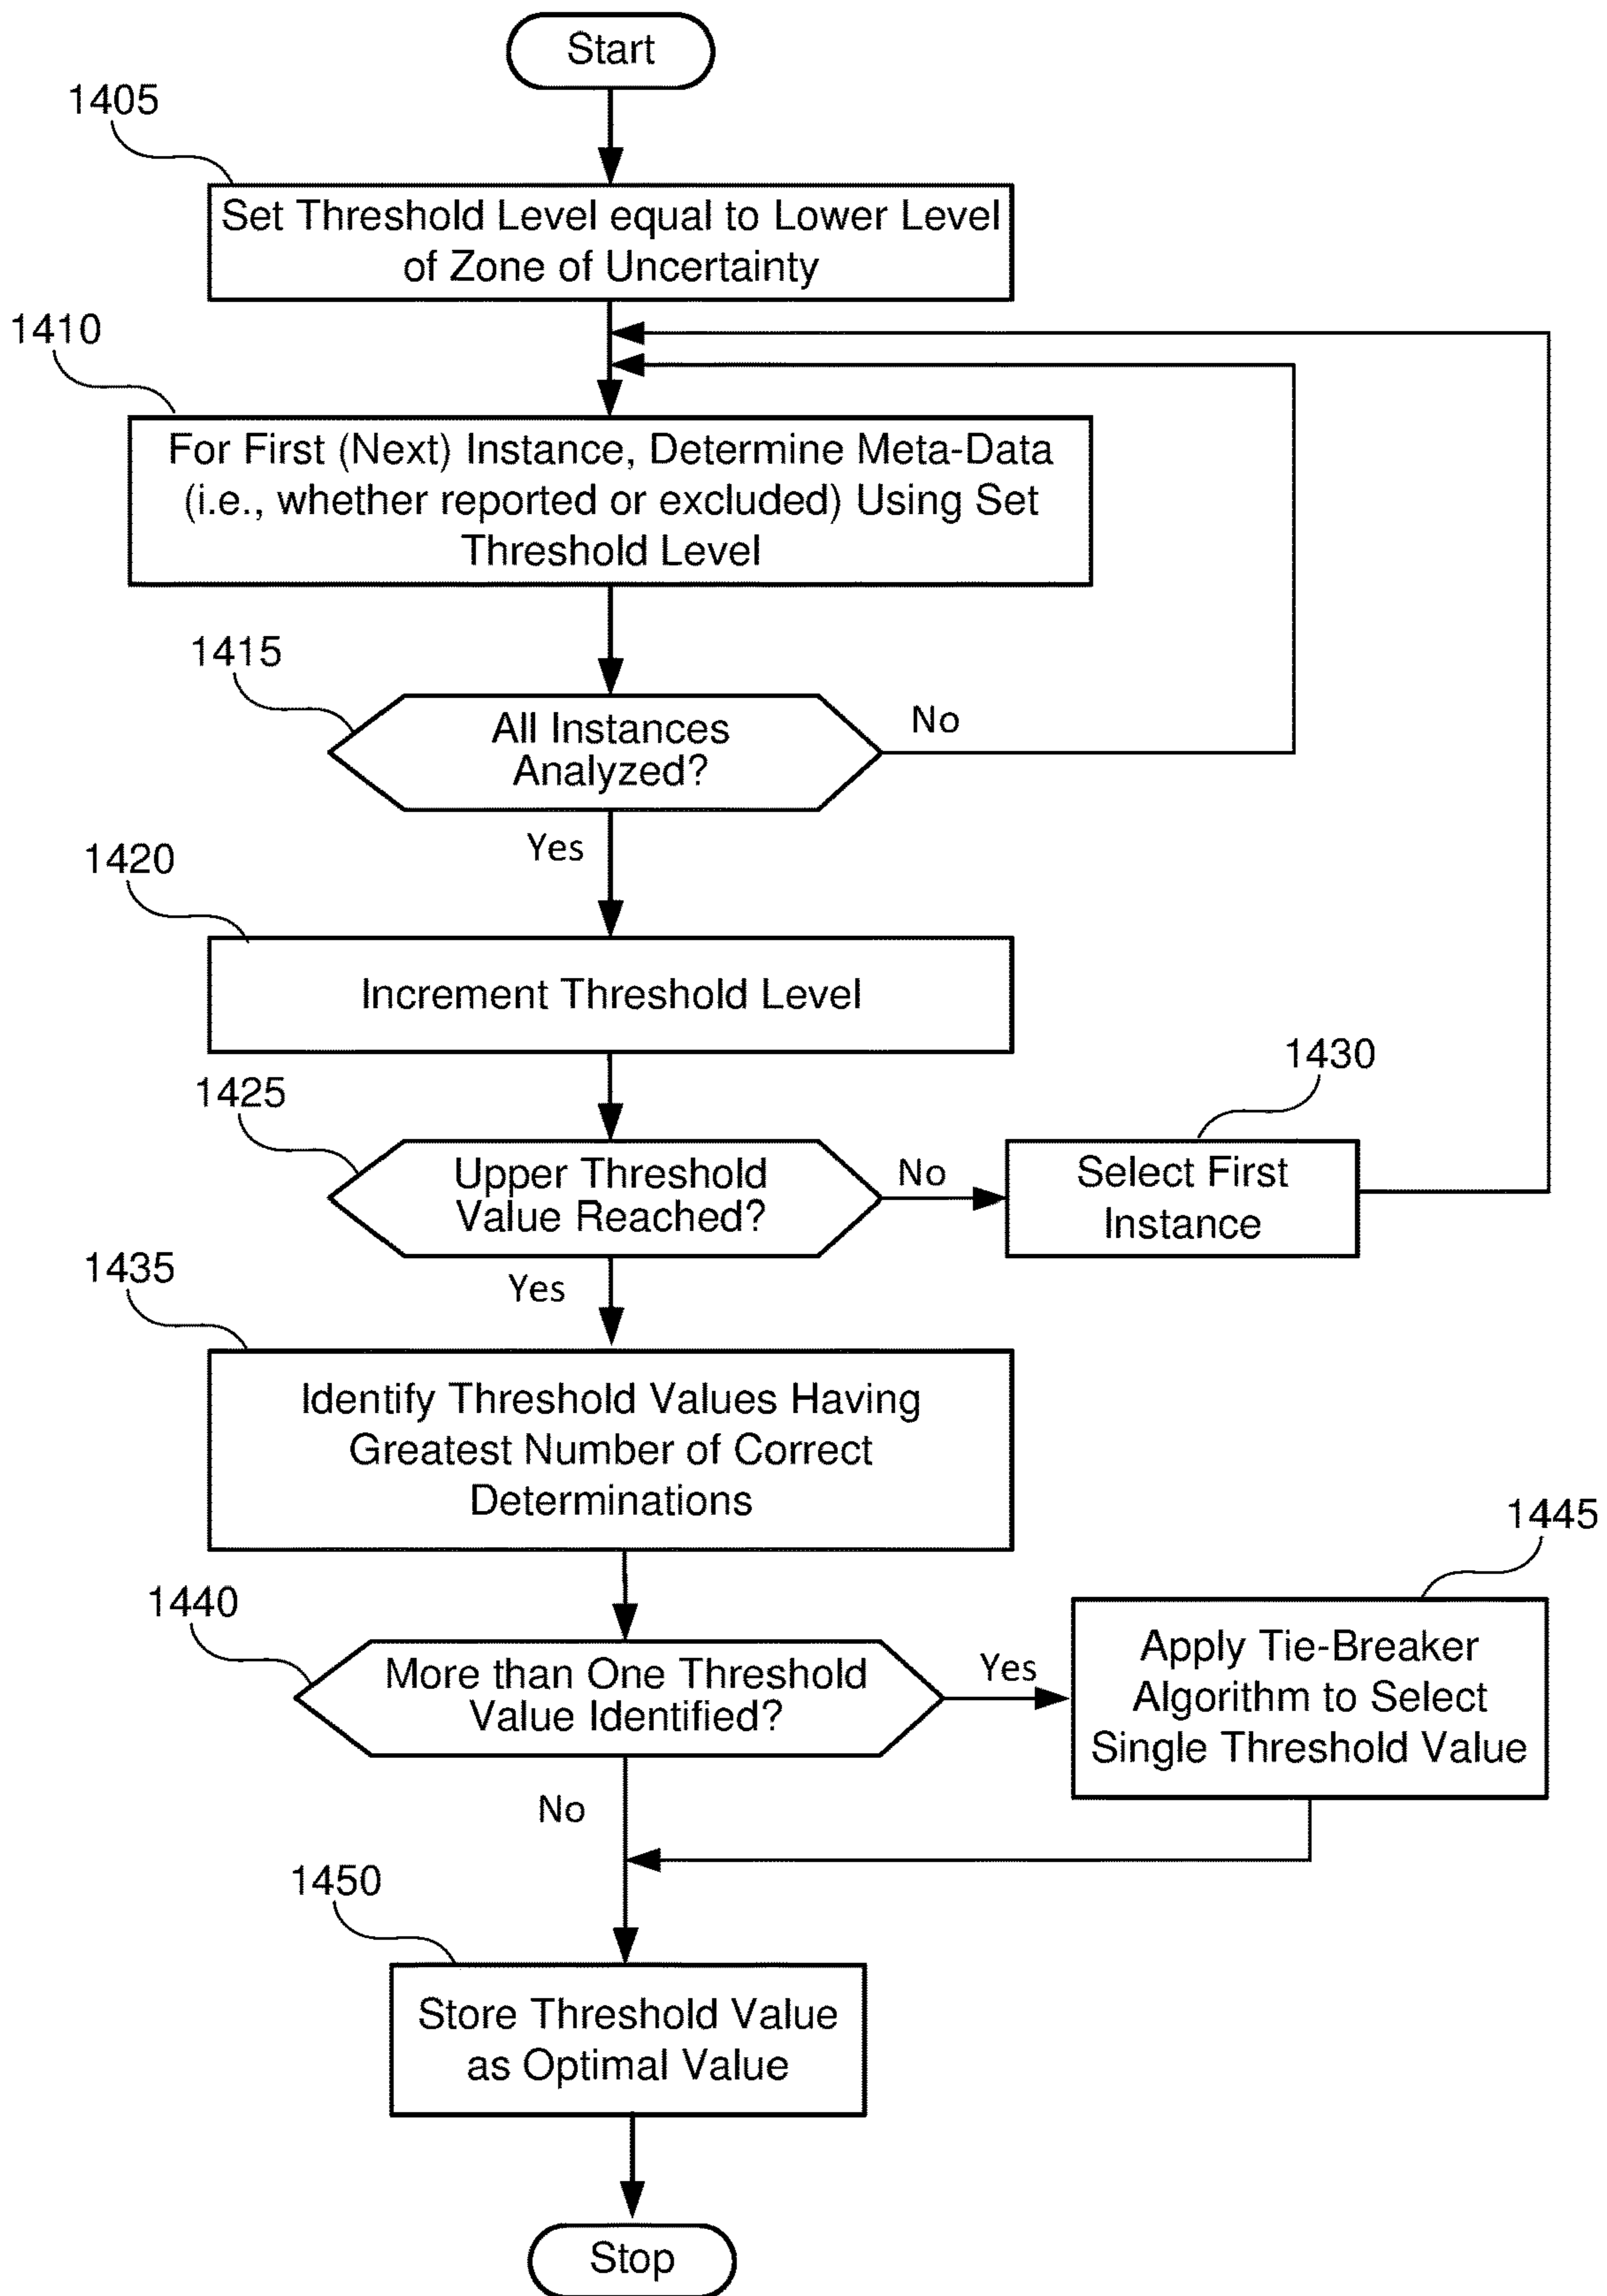 Start
1405
Set Threshold Level equal to Lower Level
of Zone of Uncertainty
1410
For First (Next) Instance, Determine Meta-Data
(i.e., whether reported or excluded) Using Set
Threshold Level
1415
All Instances
Analyzed?
No
Yes
1420
Increment Threshold Level
1425
Upper Threshold
Value Reached?
No
1430
Select First
Instance
Yes
1435
Identify Threshold Values Having
Greatest Number of Correct
Determinations
1440
More than One Threshold
Value Identified?
Yes
1445
Apply Tie-Breaker
Algorithm to Select
Single Threshold Value
No
1450
Store Threshold Value
as Optimal Value
Stop